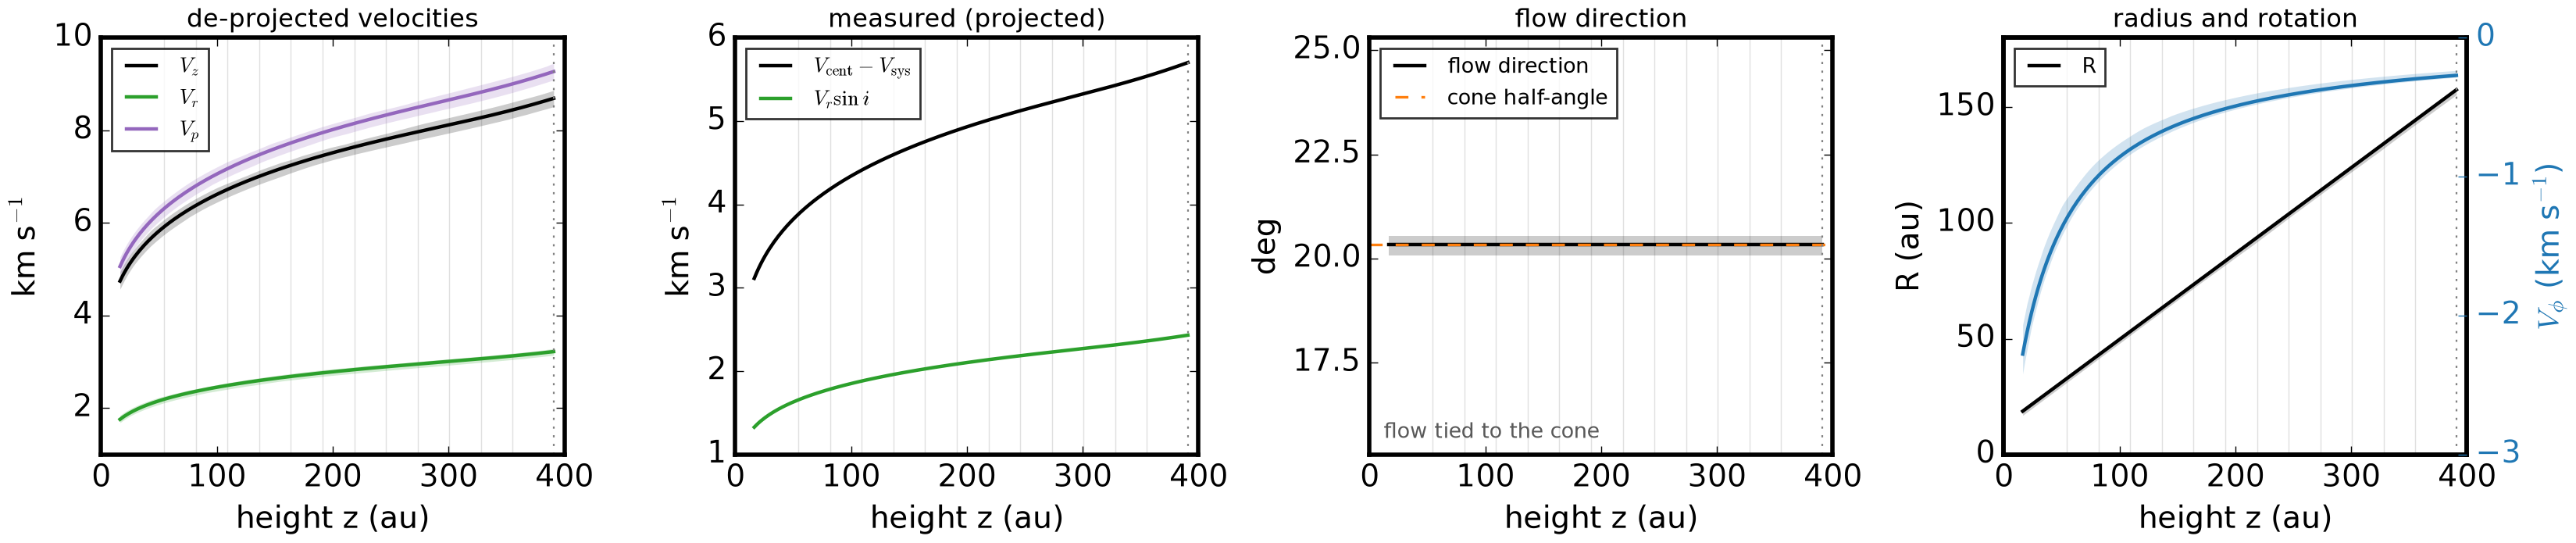 de-projected velocities
10
8
6
4
2
km s⁻¹
V_z
V_r
V_p
0
100
200
300
400
height z (au)
measured (projected)
6
5
4
3
2
1
km s⁻¹
V_cent − V_sys
V_r sin i
0
100
200
300
400
height z (au)
flow direction
25.0
22.5
20.0
17.5
deg
flow direction
cone half-angle
flow tied to the cone
0
100
200
300
400
height z (au)
radius and rotation
150
100
50
0
R (au)
R
0
−1
−2
−3
V_ϕ (km s⁻¹)
0
100
200
300
400
height z (au)